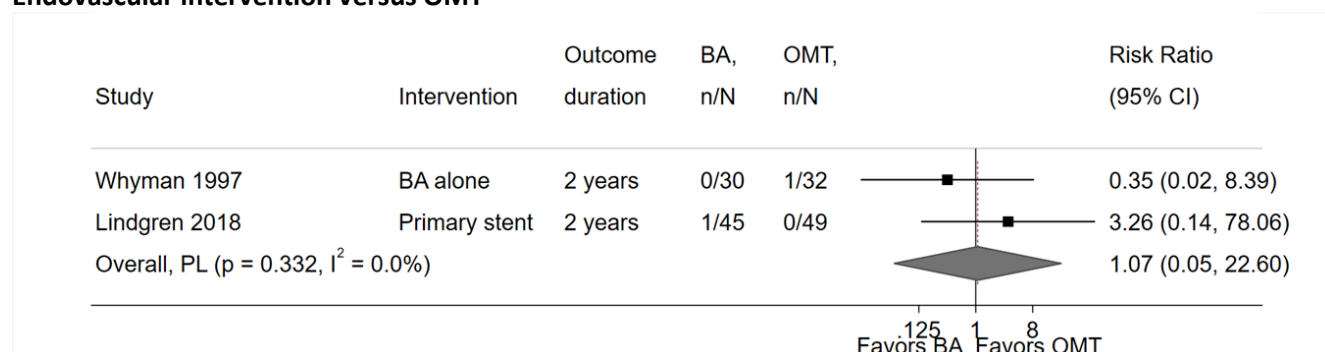 Endovascular intervention versus OMT
Outcome BA, OMT, Risk Ratio
Study Intervention duration n/N n/N (95% CI)
Whyman 1997 BA alone 2 years 0/30 1/32 0.35 (0.02, 8.39)
Lindgren 2018 Primary stent 2 years 1/45 0/49 3.26 (0.14, 78.06)
Overall, PL (p = 0.332, I² = 0.0%) 1.07 (0.05, 22.60)
.125 1 8
Favors BA Favors OMT